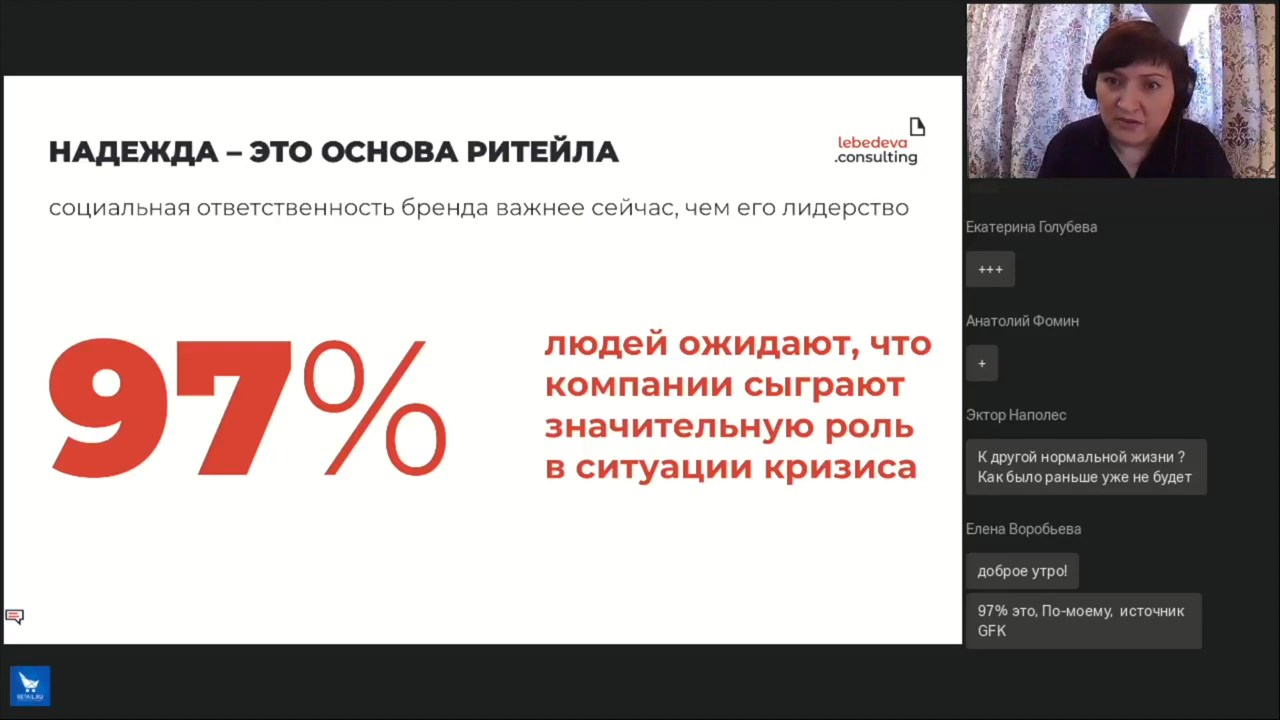 НАДЕЖДА – ЭТО ОСНОВА РИТЕЙЛА
lebedeva
.consulting
социальная ответственность бренда важнее сейчас, чем его лидерство
97%
людей ожидают, что
компании сыграют
значительную роль
в ситуации кризиса
Екатерина Голубева
+++
Анатолий Фомин
+
Эктор Наполес
К другой нормальной жизни ?
Как было раньше уже не будет
Елена Воробьева
доброе утро!
97% это, По-моему, источник
GFK
RETAIL.RU